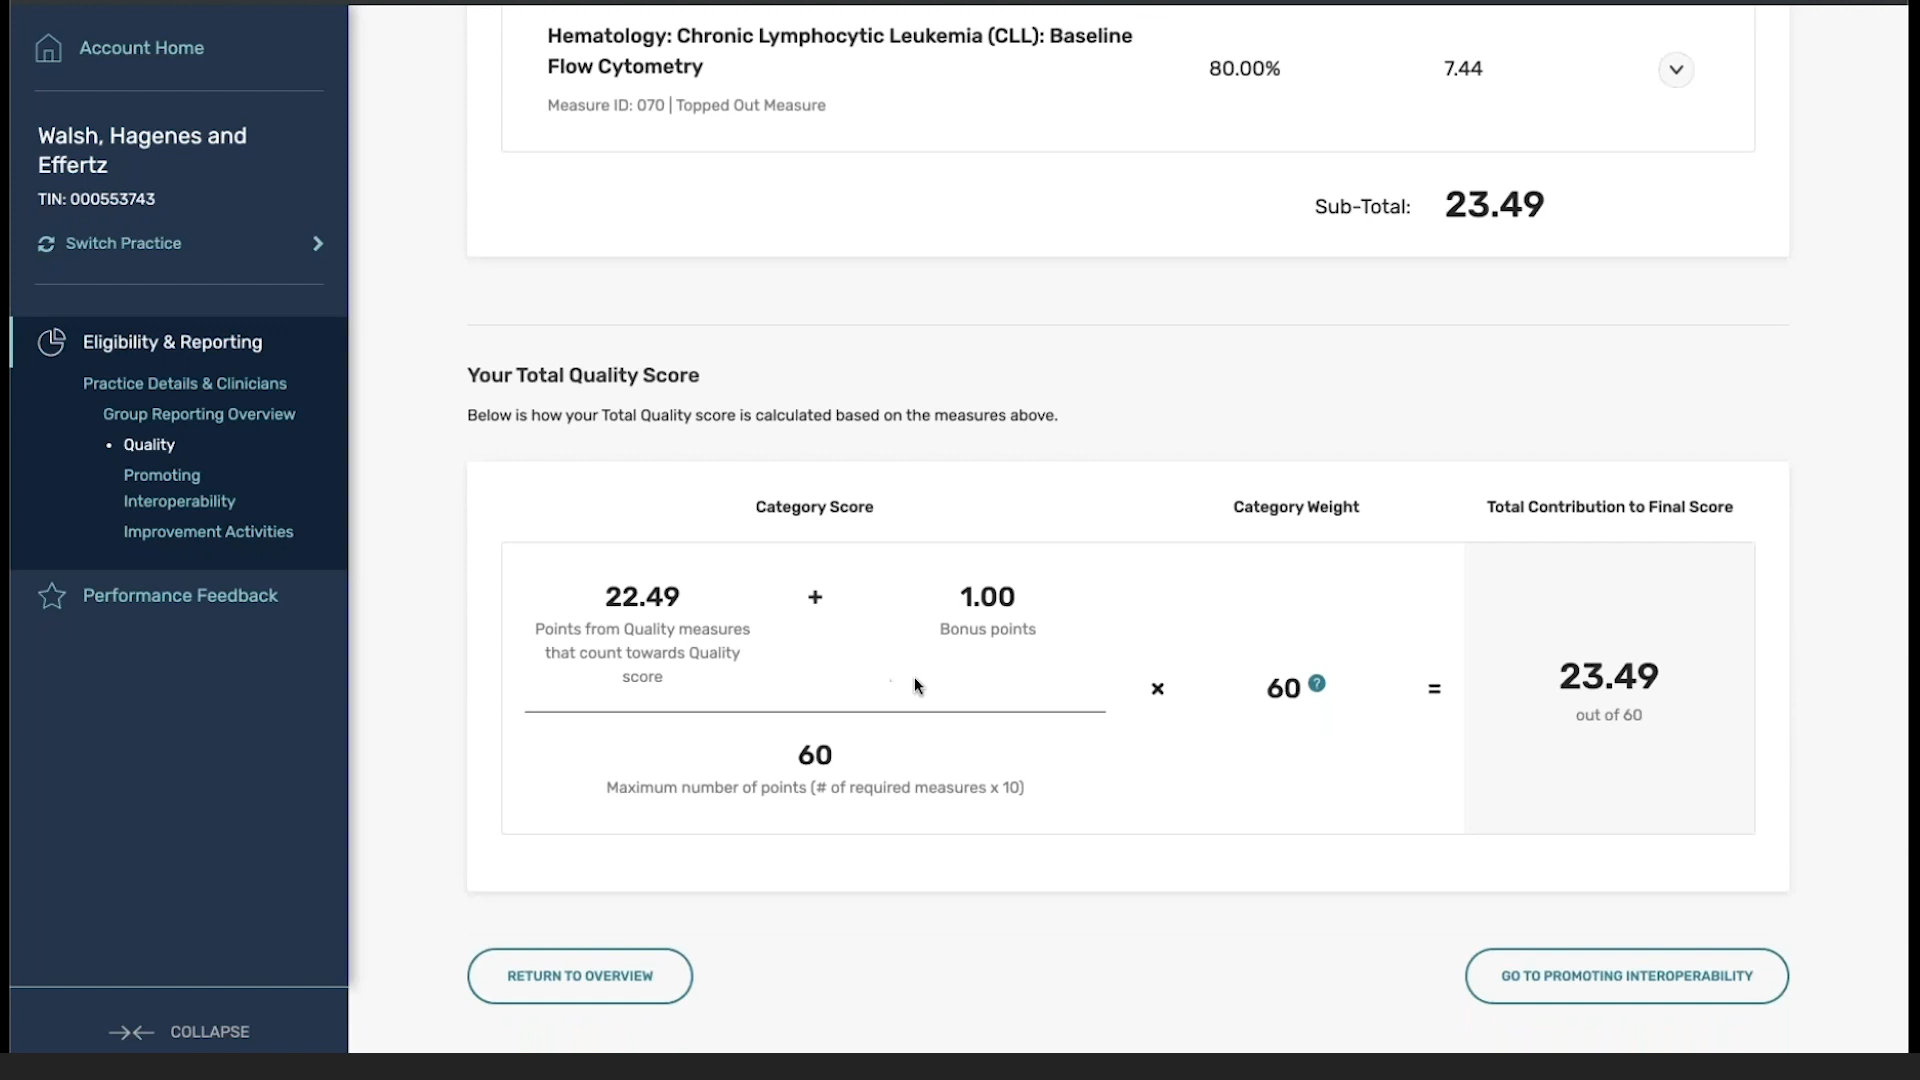 Account Home
Walsh, Hagenes and
Effertz
TIN: 000553743
Switch Practice
Eligibility & Reporting
Practice Details & Clinicians
Group Reporting Overview
• Quality
Promoting
Interoperability
Improvement Activities
Performance Feedback
COLLAPSE
Hematology: Chronic Lymphocytic Leukemia (CLL): Baseline
Flow Cytometry
80.00%
7.44
Measure ID: 070 | Topped Out Measure
Sub-Total: 23.49
Your Total Quality Score
Below is how your Total Quality score is calculated based on the measures above.
Category Score
Category Weight
Total Contribution to Final Score
22.49 + 1.00
Points from Quality measures
that count towards Quality
score
Bonus points
60
Maximum number of points (# of required measures x 10)
× 60 ? =
23.49
out of 60
RETURN TO OVERVIEW
GO TO PROMOTING INTEROPERABILITY